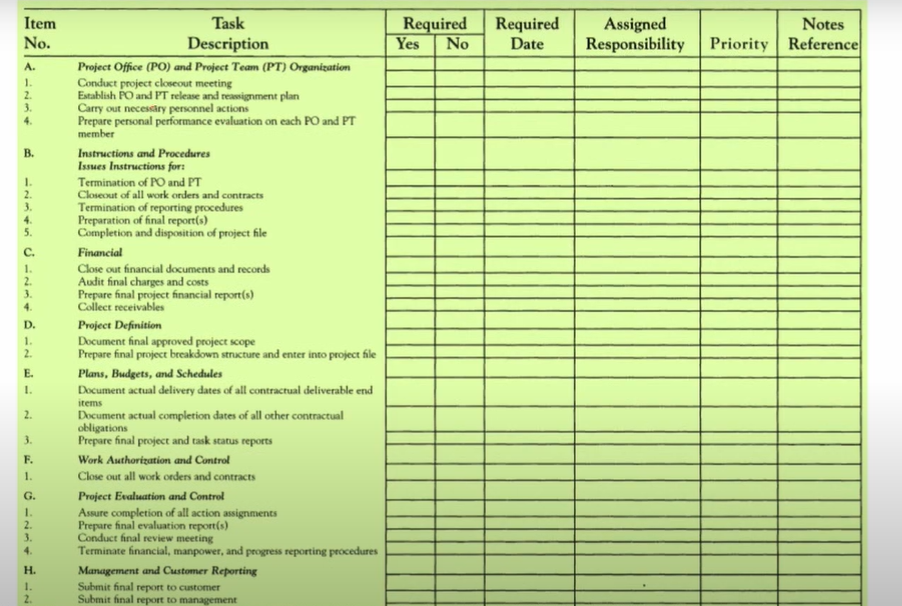 Item Task Required Required Assigned Notes
No. Description Yes No Date Responsibility Priority Reference
A. Project Office (PO) and Project Team (PT) Organization
1. Conduct project closeout meeting
2. Establish PO and PT release and reassignment plan
3. Carry out necessary personnel actions
4. Prepare personal performance evaluation on each PO and PT
member
B. Instructions and Procedures
Issues Instructions for:
1. Termination of PO and PT
2. Closeout of all work orders and contracts
3. Termination of reporting procedures
4. Preparation of final report(s)
5. Completion and disposition of project file
C. Financial
1. Close out financial documents and records
2. Audit final charges and costs
3. Prepare final project financial report(s)
4. Collect receivables
D. Project Definition
1. Document final approved project scope
2. Prepare final project breakdown structure and enter into project file
E. Plans, Budgets, and Schedules
1. Document actual delivery dates of all contractual deliverable end
items
2. Document actual completion dates of all other contractual
obligations
3. Prepare final project and task status reports
F. Work Authorization and Control
1. Close out all work orders and contracts
G. Project Evaluation and Control
1. Assure completion of all action assignments
2. Prepare final evaluation report(s)
3. Conduct final review meeting
4. Terminate financial, manpower, and progress reporting procedures
H. Management and Customer Reporting
1. Submit final report to customer
2. Submit final report to management